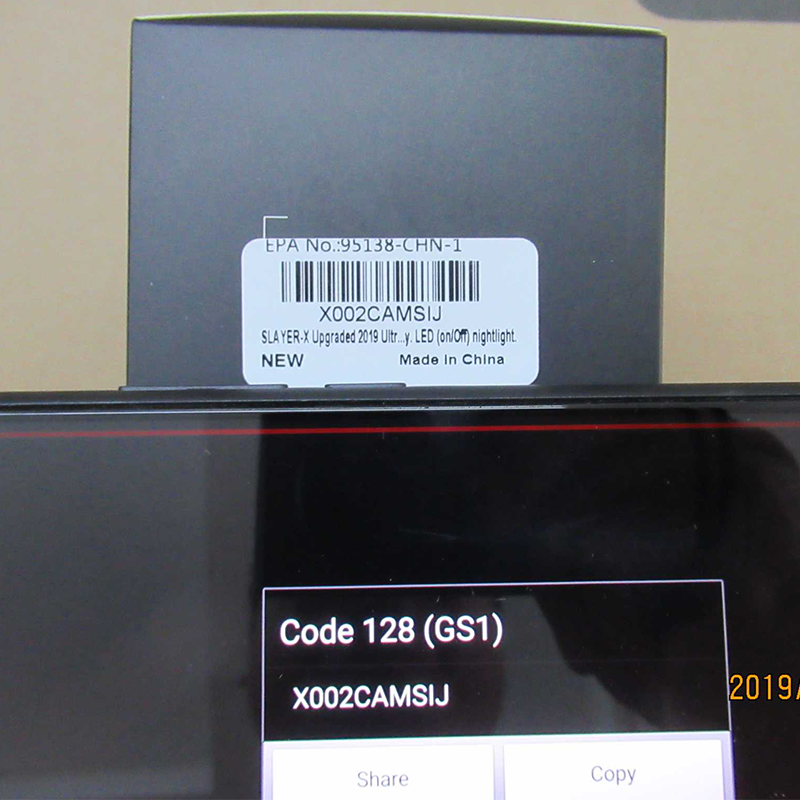 EPA No.:95138-CHN-1
X002CAMSIJ
SLAYER-X Upgraded 2019 Ultr...y. LED (on/Off) nightlight.
NEW Made in China
Code 128 (GS1)
X002CAMSIJ
2019/
Share Copy